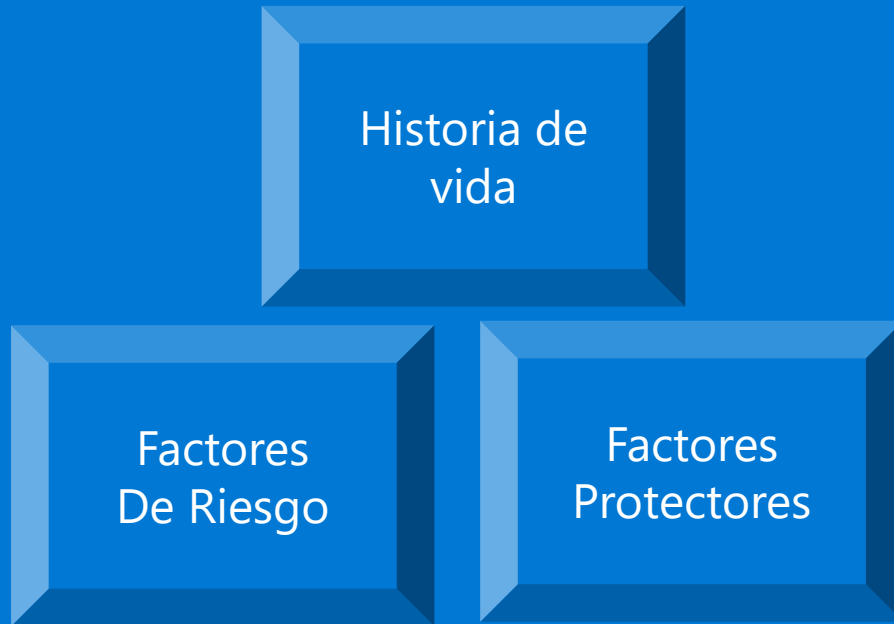 Historia de
vida
Factores
De Riesgo
Factores
Protectores